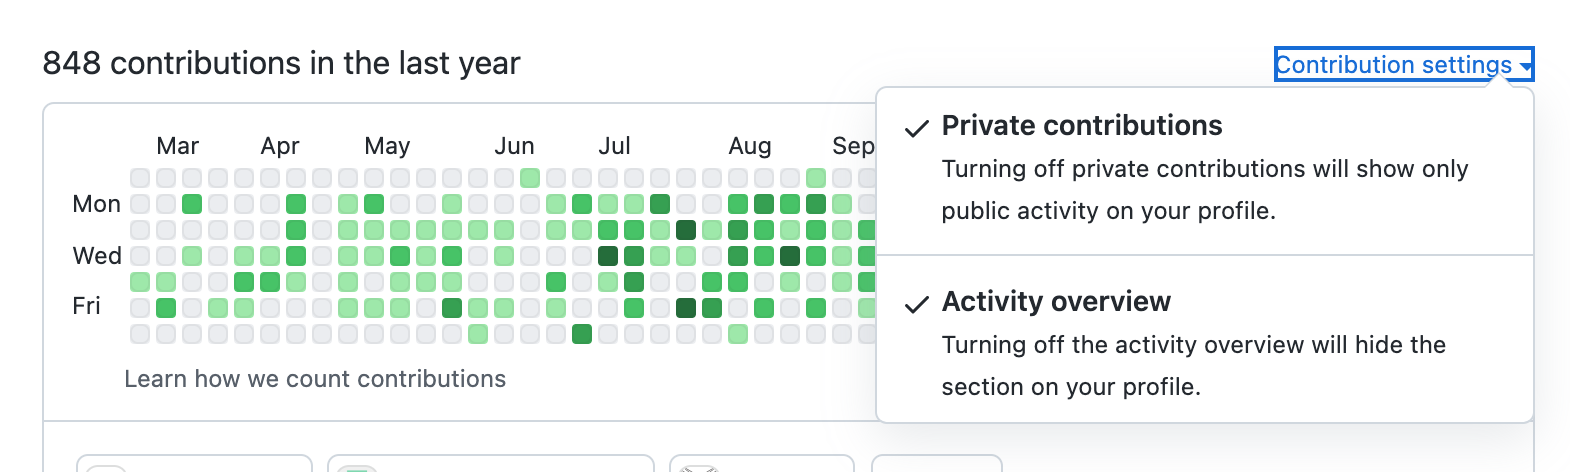 848 contributions in the last year
Contribution settings
Mar Apr May Jun Jul Aug Sep
Mon
Wed
Fri
Learn how we count contributions
Private contributions
Turning off private contributions will show only
public activity on your profile.
Activity overview
Turning off the activity overview will hide the
section on your profile.